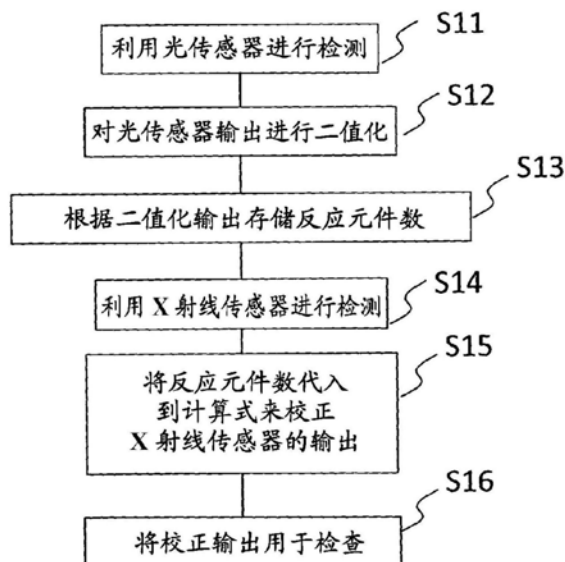 利用光传感器进行检测
S11
对光传感器输出进行二值化
S12
根据二值化输出存储反应元件数
S13
利用X射线传感器进行检测
S14
将反应元件数代入
到计算式来校正
X射线传感器的输出
S15
将校正输出用于检查
S16